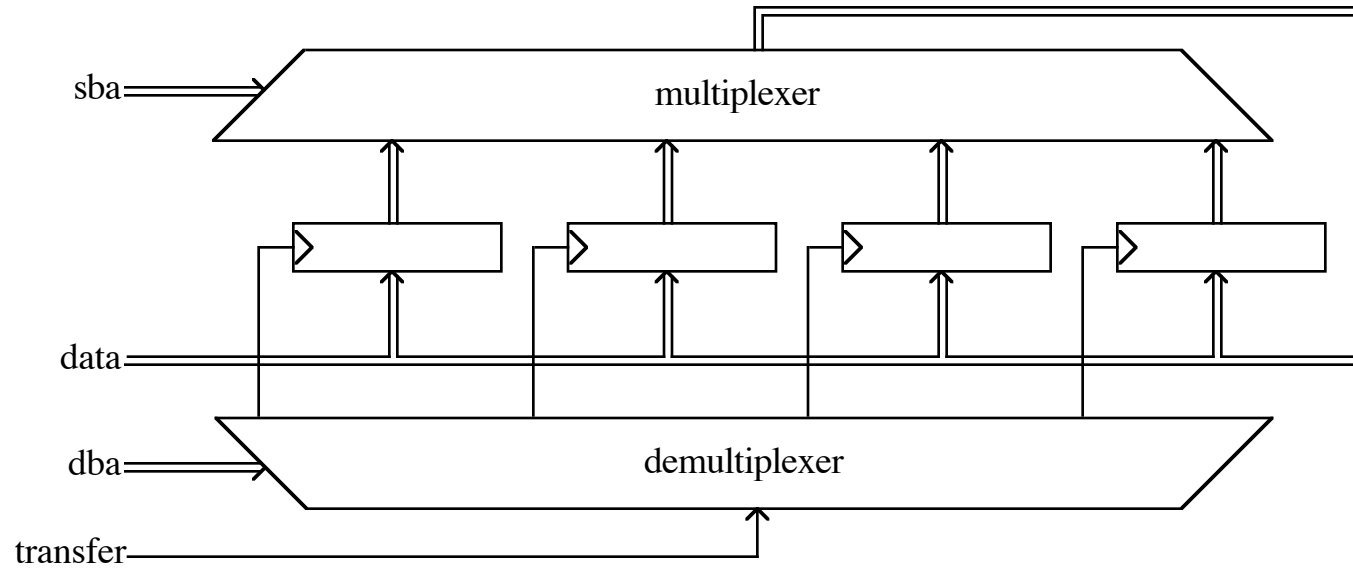 sba
multiplexer
data
dba
demultiplexer
transfer